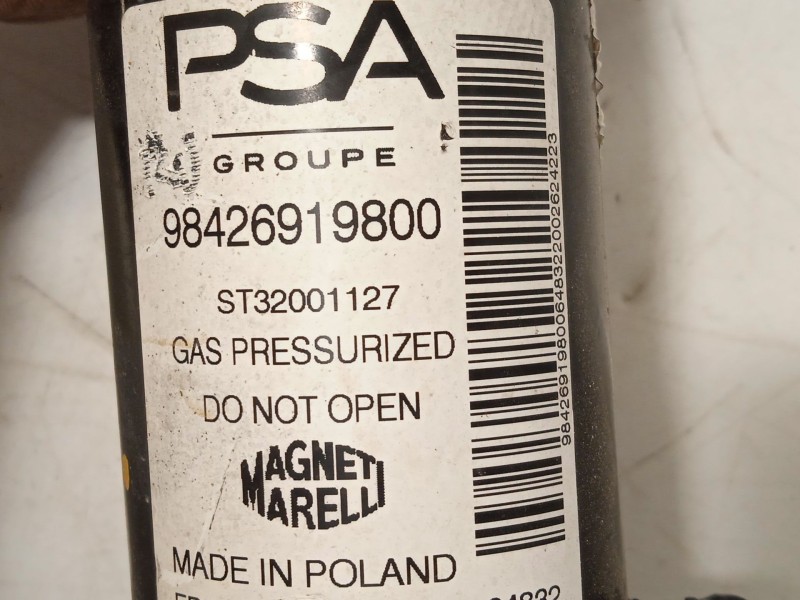 PSA
GROUPE
98426919800
ST32001127
GAS PRESSURIZED
DO NOT OPEN
MAGNETI
MARELLI
MADE IN POLAND
98426919800648322002624223